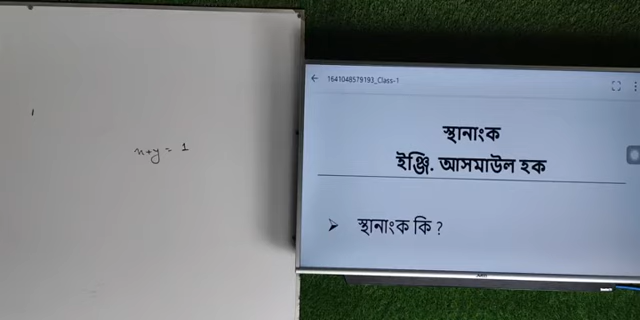 x+y = 1
1641048579193_Class-1
স্থানাংক
ইঞ্জি. আসমাউল হক
➢ স্থানাংক কি ?